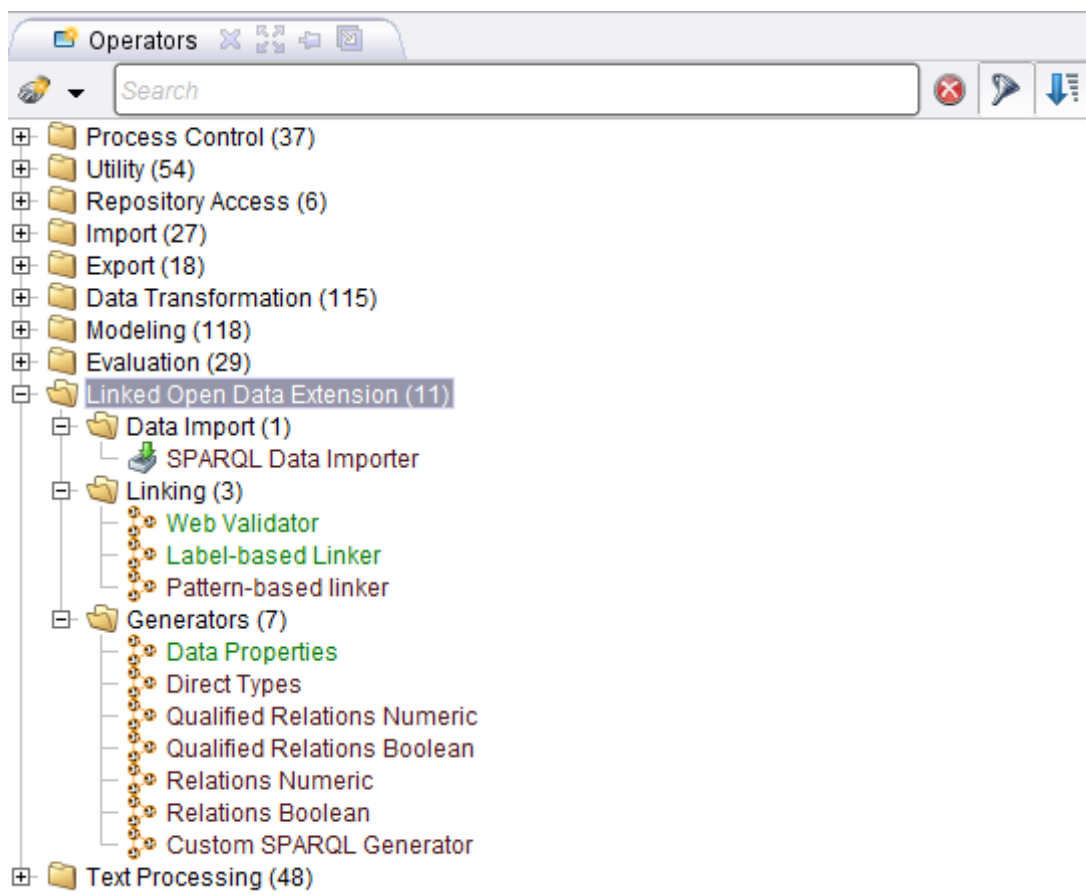 Operators
Search
Process Control (37)
Utility (54)
Repository Access (6)
Import (27)
Export (18)
Data Transformation (115)
Modeling (118)
Evaluation (29)
Linked Open Data Extension (11)
Data Import (1)
SPARQL Data Importer
Linking (3)
Web Validator
Label-based Linker
Pattern-based linker
Generators (7)
Data Properties
Direct Types
Qualified Relations Numeric
Qualified Relations Boolean
Relations Numeric
Relations Boolean
Custom SPARQL Generator
Text Processing (48)